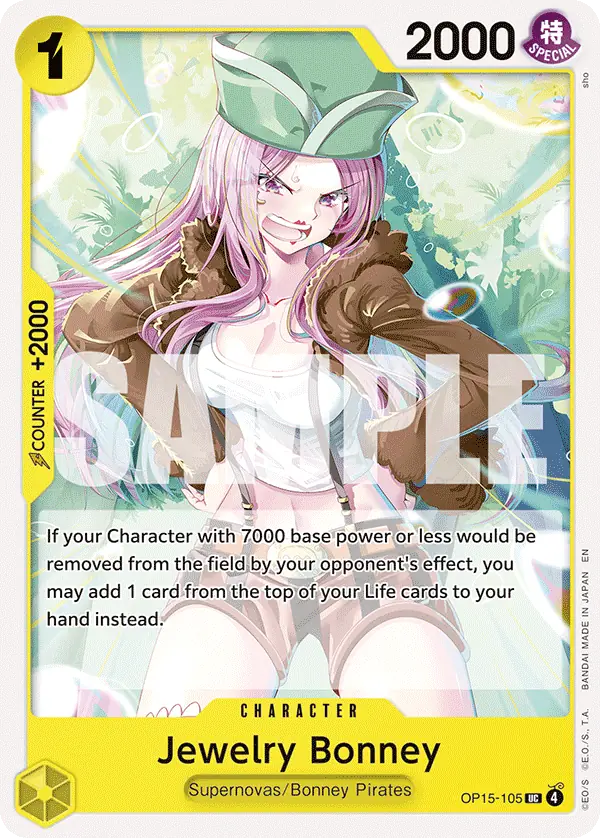 1
2000
特
SPECIAL
sho
COUNTER +2000
SAMPLE
If your Character with 7000 base power or less would be
removed from the field by your opponent's effect, you
may add 1 card from the top of your Life cards to your
hand instead.
CHARACTER
Jewelry Bonney
Supernovas/Bonney Pirates
OP15-105 UC 4
©E.O/S ©E.O./S., T.A. BANDAI MADE IN JAPAN EN